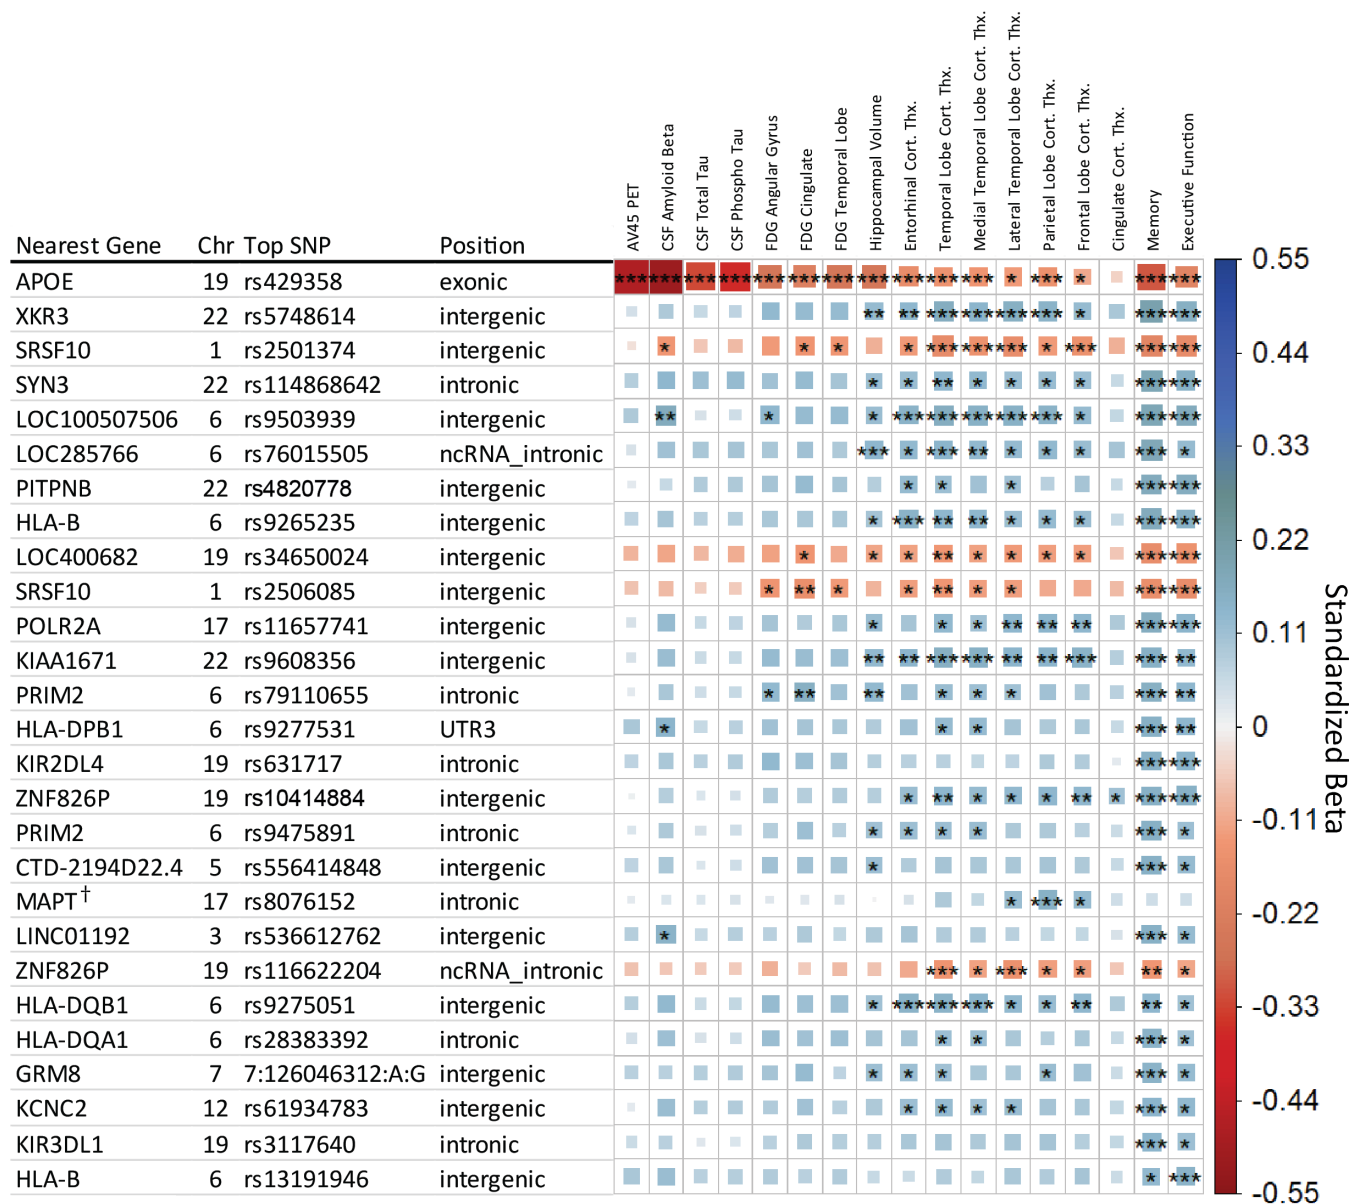 AV45 PET
CSF Amyloid Beta
CSF Total Tau
CSF Phospho Tau
FDG Angular Gyrus
FDG Cingulate
FDG Temporal Lobe
Hippocampal Volume
Entorhinal Cort. Thx.
Temporal Lobe Cort. Thx.
Medial Temporal Lobe Cort. Thx.
Lateral Temporal Lobe Cort. Thx.
Parietal Lobe Cort. Thx.
Frontal Lobe Cort. Thx.
Cingulate Cort. Thx.
Memory
Executive Function
Nearest Gene Chr Top SNP Position
APOE 19 rs429358 exonic
XKR3 22 rs5748614 intergenic
SRSF10 1 rs2501374 intergenic
SYN3 22 rs114868642 intronic
LOC100507506 6 rs9503939 intergenic
LOC285766 6 rs76015505 ncRNA_intronic
PITPNB 22 rs4820778 intergenic
HLA-B 6 rs9265235 intergenic
LOC400682 19 rs34650024 intergenic
SRSF10 1 rs2506085 intergenic
POLR2A 17 rs11657741 intergenic
KIAA1671 22 rs9608356 intergenic
PRIM2 6 rs79110655 intronic
HLA-DPB1 6 rs9277531 UTR3
KIR2DL4 19 rs631717 intronic
ZNF826P 19 rs10414884 intergenic
PRIM2 6 rs9475891 intronic
CTD-2194D22.4 5 rs556414848 intergenic
MAPT† 17 rs8076152 intronic
LINC01192 3 rs536612762 intergenic
ZNF826P 19 rs116622204 ncRNA_intronic
HLA-DQB1 6 rs9275051 intergenic
HLA-DQA1 6 rs28383392 intronic
GRM8 7 7:126046312:A:G intergenic
KCNC2 12 rs61934783 intergenic
KIR3DL1 19 rs3117640 intronic
HLA-B 6 rs13191946 intergenic
0.55
0.44
0.33
0.22
0.11
0
-0.11
-0.22
-0.33
-0.44
-0.55
Standardized Beta